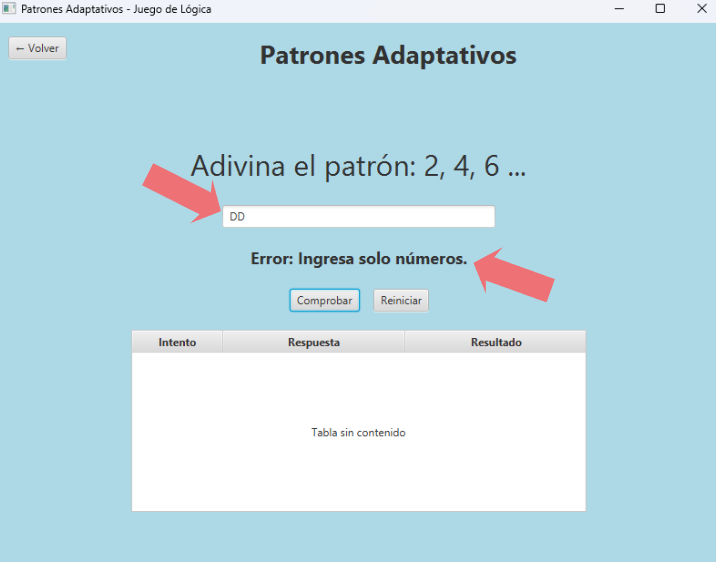 Patrones Adaptativos - Juego de Lógica
← Volver
Patrones Adaptativos
Adivina el patrón: 2, 4, 6 ...
DD
Error: Ingresa solo números.
Comprobar Reiniciar
Intento Respuesta Resultado
Tabla sin contenido